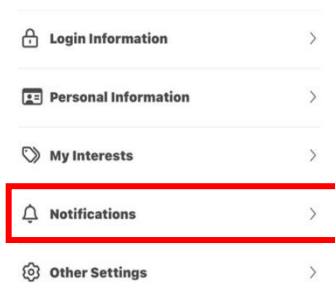 Login Information
Personal Information
My Interests
Notifications
Other Settings